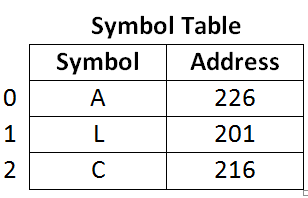 Symbol Table
Symbol Address
0 A 226
1 L 201
2 C 216